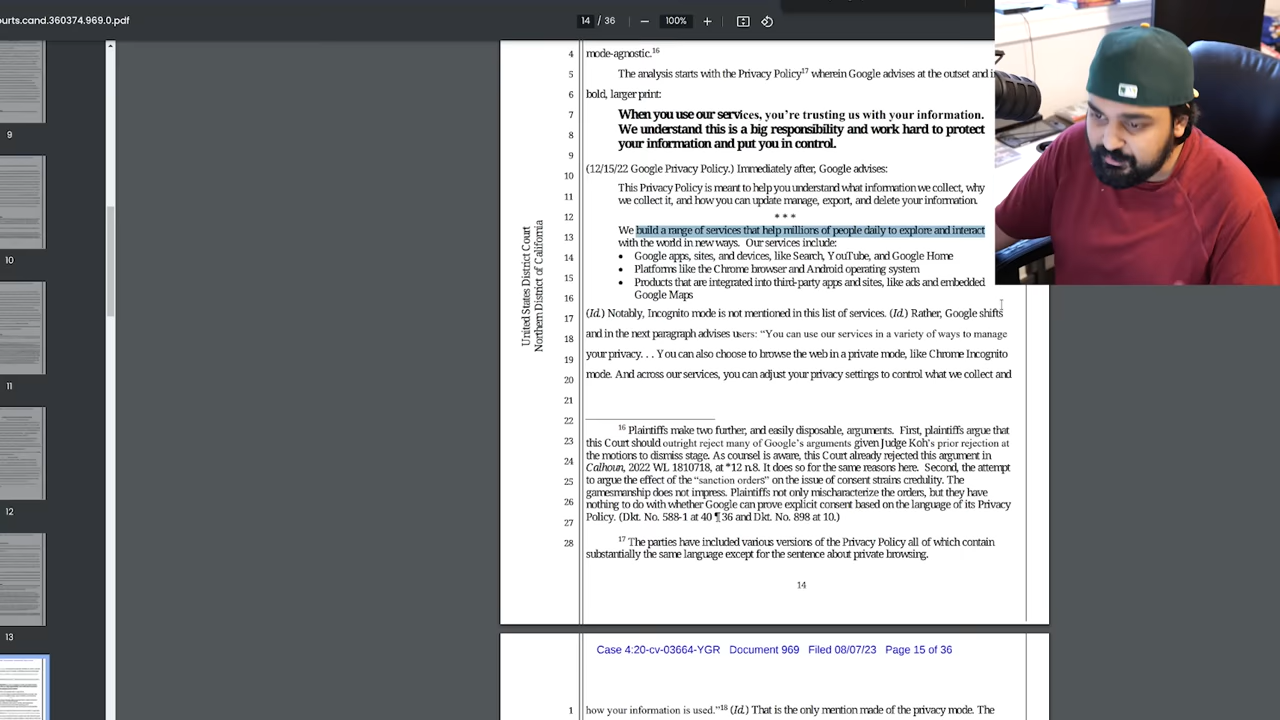 ourts.cand.360374.969.0.pdf
14 / 36
100%
9
10
11
12
13
United States District Court
Northern District of California
4 mode-agnostic.16
5 The analysis starts with the Privacy Policy17 wherein Google advises at the outset and in
6 bold, larger print:
7 When you use our services, you're trusting us with your information.
8 We understand this is a big responsibility and work hard to protect
9 your information and put you in control.
10 (12/15/22 Google Privacy Policy.) Immediately after, Google advises:
11 This Privacy Policy is meant to help you understand what information we collect, why
we collect it, and how you can update manage, export, and delete your information.
12 * * *
13 We build a range of services that help millions of people daily to explore and interact
with the world in new ways. Our services include:
14 • Google apps, sites, and devices, like Search, YouTube, and Google Home
15 • Platforms like the Chrome browser and Android operating system
• Products that are integrated into third-party apps and sites, like ads and embedded
16 Google Maps
17 (Id.) Notably, Incognito mode is not mentioned in this list of services. (Id.) Rather, Google shifts
18 and in the next paragraph advises users: “You can use our services in a variety of ways to manage
19 your privacy. . . You can also choose to browse the web in a private mode, like Chrome Incognito
20 mode. And across our services, you can adjust your privacy settings to control what we collect and
21
22 16 Plaintiffs make two further, and easily disposable, arguments. First, plaintiffs argue that
23 this Court should outright reject many of Google's arguments given Judge Koh's prior rejection at
the motions to dismiss stage. As counsel is aware, this Court already rejected this argument in
24 Calhoun, 2022 WL 1810718, at *12 n.8. It does so for the same reasons here. Second, the attempt
25 to argue the effect of the “sanction orders” on the issue of consent strains credulity. The
gamesmanship does not impress. Plaintiffs not only mischaracterize the orders, but they have
26 nothing to do with whether Google can prove explicit consent based on the language of its Privacy
27 Policy. (Dkt. No. 588-1 at 40 ¶ 36 and Dkt. No. 898 at 10.)
28 17 The parties have included various versions of the Privacy Policy all of which contain
substantially the same language except for the sentence about private browsing.
14
Case 4:20-cv-03664-YGR Document 969 Filed 08/07/23 Page 15 of 36
1 how your information is used.”18 (Id.) That is the only mention made of the privacy mode. The